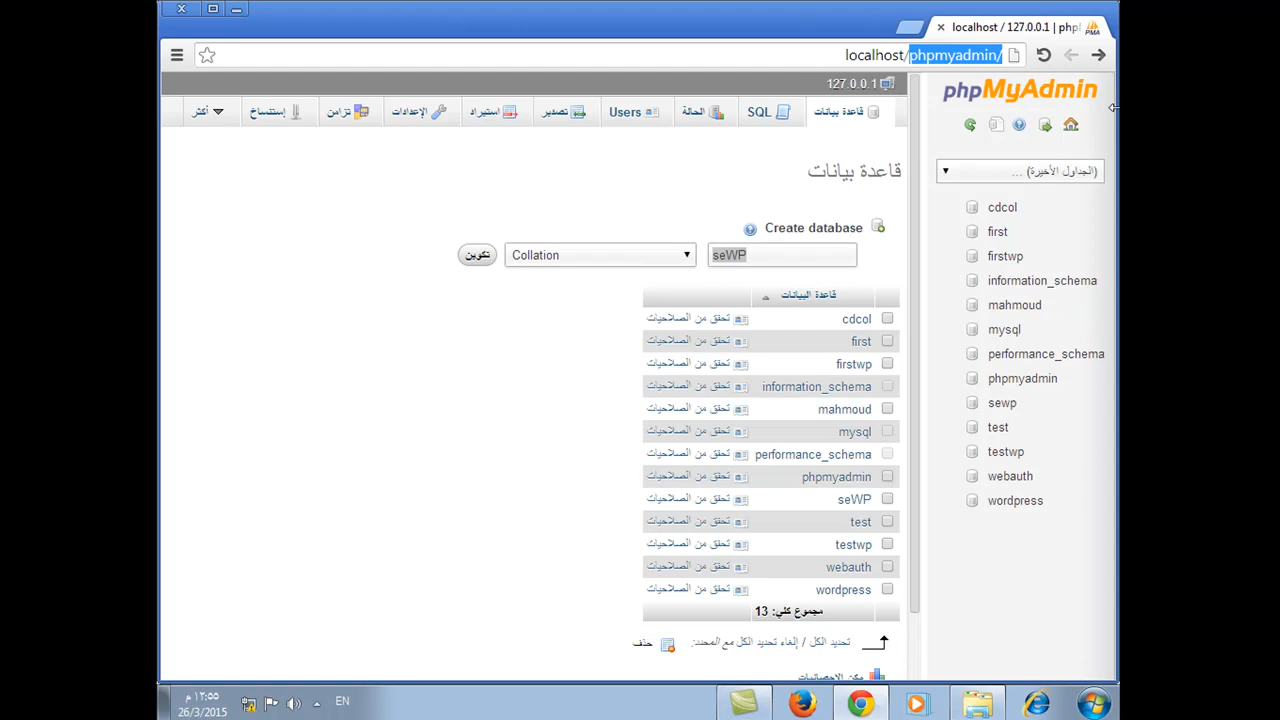 localhost / 127.0.0.1 | php
localhost/phpmyadmin/
127.0.0.1
قاعدة بيانات
SQL
الحالة
Users
تصدير
استيراد
الإعدادات
تزامن
إستنساخ
أكثر
phpMyAdmin
(الجداول الأخيرة) ...
cdcol
first
firstwp
information_schema
mahmoud
mysql
performance_schema
phpmyadmin
sewp
test
testwp
webauth
wordpress
قاعدة بيانات
Create database
seWP
Collation
تكوين
قاعدة البيانات
cdcol تحقق من الصلاحيات
first تحقق من الصلاحيات
firstwp تحقق من الصلاحيات
information_schema تحقق من الصلاحيات
mahmoud تحقق من الصلاحيات
mysql تحقق من الصلاحيات
performance_schema تحقق من الصلاحيات
phpmyadmin تحقق من الصلاحيات
seWP تحقق من الصلاحيات
test تحقق من الصلاحيات
testwp تحقق من الصلاحيات
webauth تحقق من الصلاحيات
wordpress تحقق من الصلاحيات
مجموع كلي: 13
تحديد الكل / إلغاء تحديد الكل مع المحدد: حذف
مكن الاحصائيات
EN
١٢:٥٥ م
26/3/2015